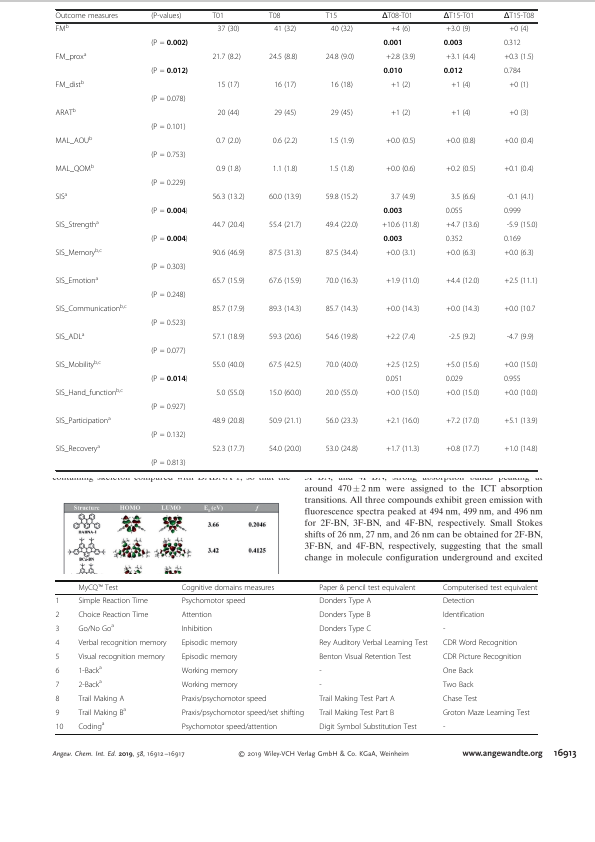 Outcome measures (P-values) T01 T08 T15 ΔT08-T01 ΔT15-T01 ΔT15-T08
FMb 37 (30) 41 (32) 40 (32) +4 (6) +3.0 (9) +0 (4)
(P = 0.002) 0.001 0.003 0.312
FM_proxa 21.7 (8.2) 24.5 (8.8) 24.8 (9.0) +2.8 (3.9) +3.1 (4.4) +0.3 (1.5)
(P = 0.012) 0.010 0.012 0.784
FM_distb 15 (17) 16 (17) 16 (18) +1 (2) +1 (4) +0 (1)
(P = 0.078)
ARATb 20 (44) 29 (45) 29 (45) +1 (2) +1 (4) +0 (3)
(P = 0.101)
MAL_AOUb 0.7 (2.0) 0.6 (2.2) 1.5 (1.9) +0.0 (0.5) +0.0 (0.8) +0.0 (0.4)
(P = 0.753)
MAL_QOMb 0.9 (1.8) 1.1 (1.8) 1.5 (1.8) +0.0 (0.6) +0.2 (0.5) +0.1 (0.4)
(P = 0.229)
SISa 56.3 (13.2) 60.0 (13.9) 59.8 (15.2) 3.7 (4.9) 3.5 (6.6) -0.1 (4.1)
(P = 0.004) 0.003 0.055 0.999
SIS_Strengtha 44.7 (20.4) 55.4 (21.7) 49.4 (22.0) +10.6 (11.8) +4.7 (13.6) -5.9 (15.0)
(P = 0.004) 0.003 0.352 0.169
SIS_Memoryb,c 90.6 (46.9) 87.5 (31.3) 87.5 (34.4) +0.0 (3.1) +0.0 (6.3) +0.0 (6.3)
(P = 0.303)
SIS_Emotiona 65.7 (15.9) 67.6 (15.9) 70.0 (16.3) +1.9 (11.0) +4.4 (12.0) +2.5 (11.1)
(P = 0.248)
SIS_Communicationb,c 85.7 (17.9) 89.3 (14.3) 85.7 (14.3) +0.0 (14.3) +0.0 (14.3) +0.0 (10.7
(P = 0.523)
SIS_ADLa 57.1 (18.9) 59.3 (20.6) 54.6 (19.8) +2.2 (7.4) -2.5 (9.2) -4.7 (9.9)
(P = 0.077)
SIS_Mobilityb,c 55.0 (40.0) 67.5 (42.5) 70.0 (40.0) +2.5 (12.5) +5.0 (15.6) +0.0 (15.0)
(P = 0.014) 0.051 0.029 0.955
SIS_Hand_functionb,c 5.0 (55.0) 15.0 (60.0) 20.0 (55.0) +0.0 (15.0) +0.0 (15.0) +0.0 (10.0)
(P = 0.927)
SIS_Participationa 48.9 (20.8) 50.9 (21.1) 56.0 (23.3) +2.1 (16.0) +7.2 (17.0) +5.1 (13.9)
(P = 0.132)
SIS_Recoverya 52.3 (17.7) 54.0 (20.0) 53.0 (24.8) +1.7 (11.3) +0.8 (17.7) +1.0 (14.8)
(P = 0.813)
Structure HOMO LUMO Eg (eV) f
DABNA-1 3.66 0.2046
3.42 0.4125
around 470 ± 2 nm were assigned to the ICT absorption
transitions. All three compounds exhibit green emission with
fluorescence spectra peaked at 494 nm, 499 nm, and 496 nm
for 2F-BN, 3F-BN, and 4F-BN, respectively. Small Stokes
shifts of 26 nm, 27 nm, and 26 nm can be obtained for 2F-BN,
3F-BN, and 4F-BN, respectively, suggesting that the small
change in molecule configuration underground and excited
MyCQ™ Test Cognitive domains measures Paper & pencil test equivalent Computerised test equivalent
1 Simple Reaction Time Psychomotor speed Donders Type A Detection
2 Choice Reaction Time Attention Donders Type B Identification
3 Go/No Goa Inhibition Donders Type C -
4 Verbal recognition memory Episodic memory Rey Auditory Verbal Learning Test CDR Word Recognition
5 Visual recognition memory Episodic memory Benton Visual Retention Test CDR Picture Recognition
6 1-Backa Working memory - One Back
7 2-Backa Working memory - Two Back
8 Trail Making A Praxis/psychomotor speed Trail Making Test Part A Chase Test
9 Trail Making Ba Praxis/psychomotor speed/set shifting Trail Making Test Part B Groton Maze Learning Test
10 Codinga Psychomotor speed/attention Digit Symbol Substitution Test -
Angew. Chem. Int. Ed. 2019, 58, 16912–16917 © 2019 Wiley-VCH Verlag GmbH & Co. KGaA, Weinheim www.angewandte.org 16913